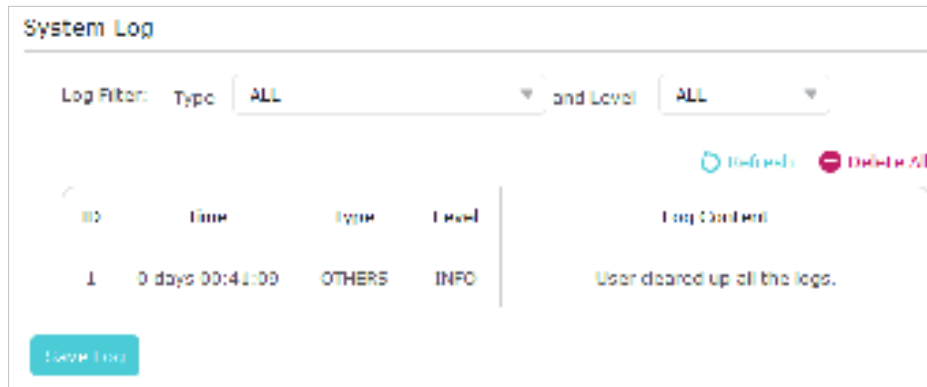 System Log
Log Filter: Type ALL and Level ALL
Refresh Delete All
ID Time Type Level Log Content
1 0 days 00:41:09 OTHERS INFO User cleared up all the logs.
Save Log